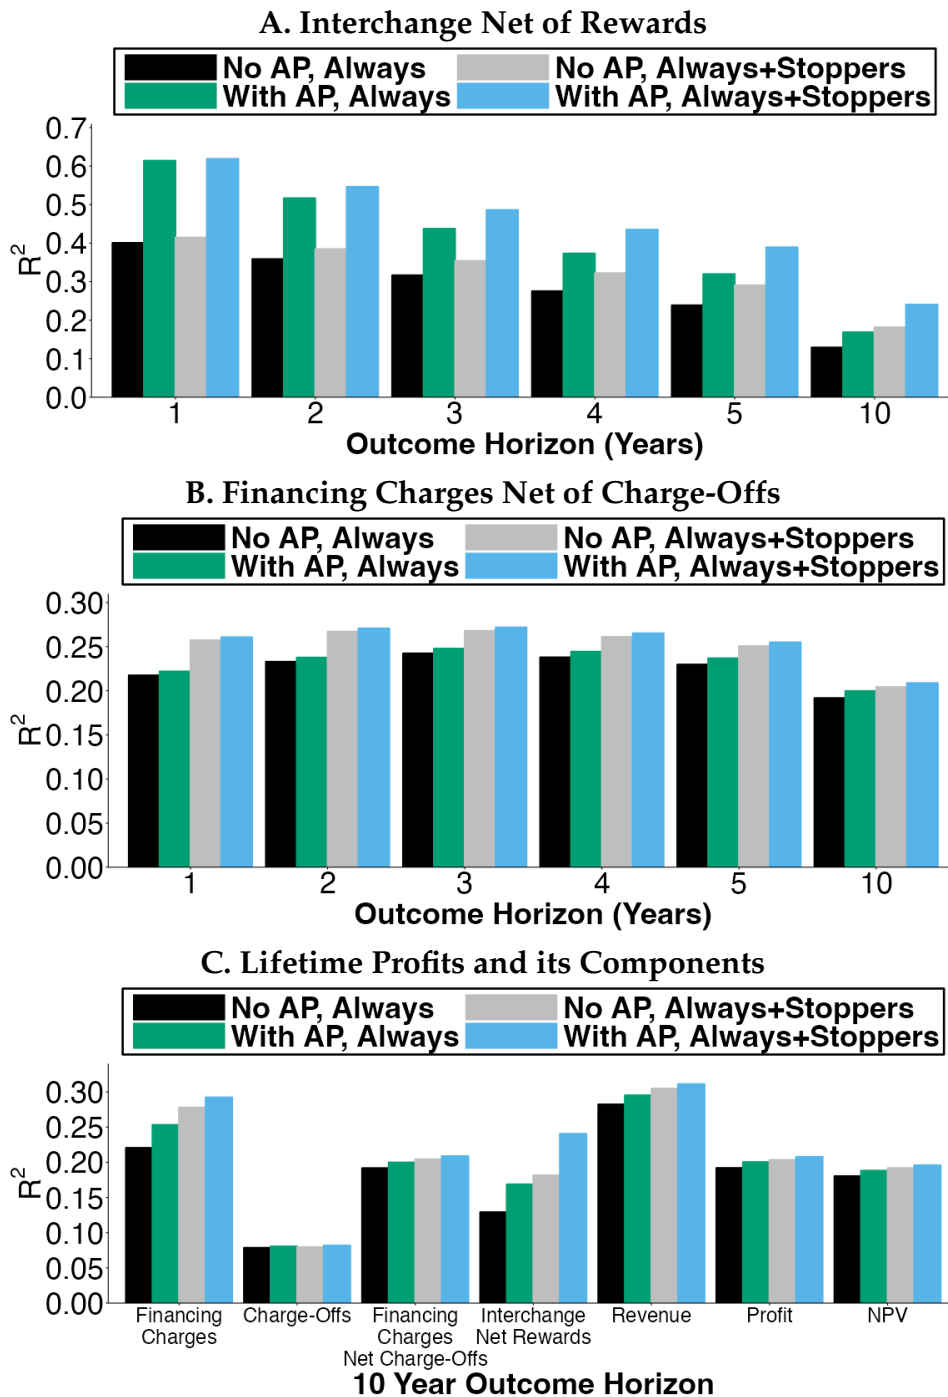 A. Interchange Net of Rewards
No AP, Always No AP, Always+Stoppers
With AP, Always With AP, Always+Stoppers
0.7
0.6
0.5
0.4
0.3
0.2
0.1
0.0
R²
1 2 3 4 5 10
Outcome Horizon (Years)
B. Financing Charges Net of Charge-Offs
No AP, Always No AP, Always+Stoppers
With AP, Always With AP, Always+Stoppers
0.30
0.25
0.20
0.15
0.10
0.05
0.00
R²
1 2 3 4 5 10
Outcome Horizon (Years)
C. Lifetime Profits and its Components
No AP, Always No AP, Always+Stoppers
With AP, Always With AP, Always+Stoppers
0.30
0.25
0.20
0.15
0.10
0.05
0.00
R²
Financing Charge-Offs Financing Interchange Revenue Profit NPV
Charges Charges Net Rewards
Net Charge-Offs
10 Year Outcome Horizon